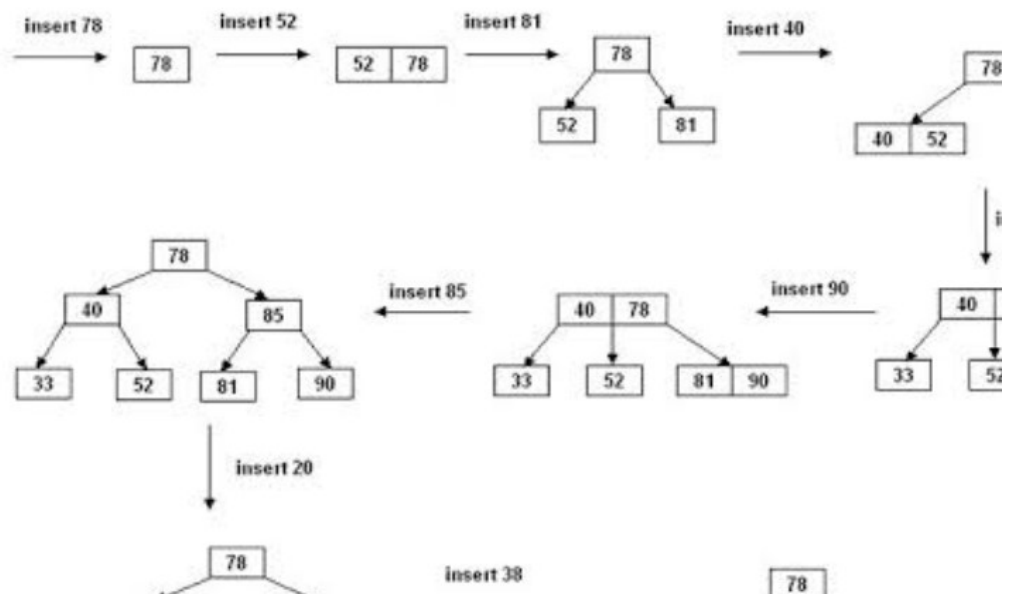 insert 78
insert 52
insert 81
insert 40
78
52 78
78
52 81
78
40 52
78
40 85
33 52 81 90
insert 85
40 78
33 52 81 90
insert 90
40
33
insert 20
78
insert 38
78